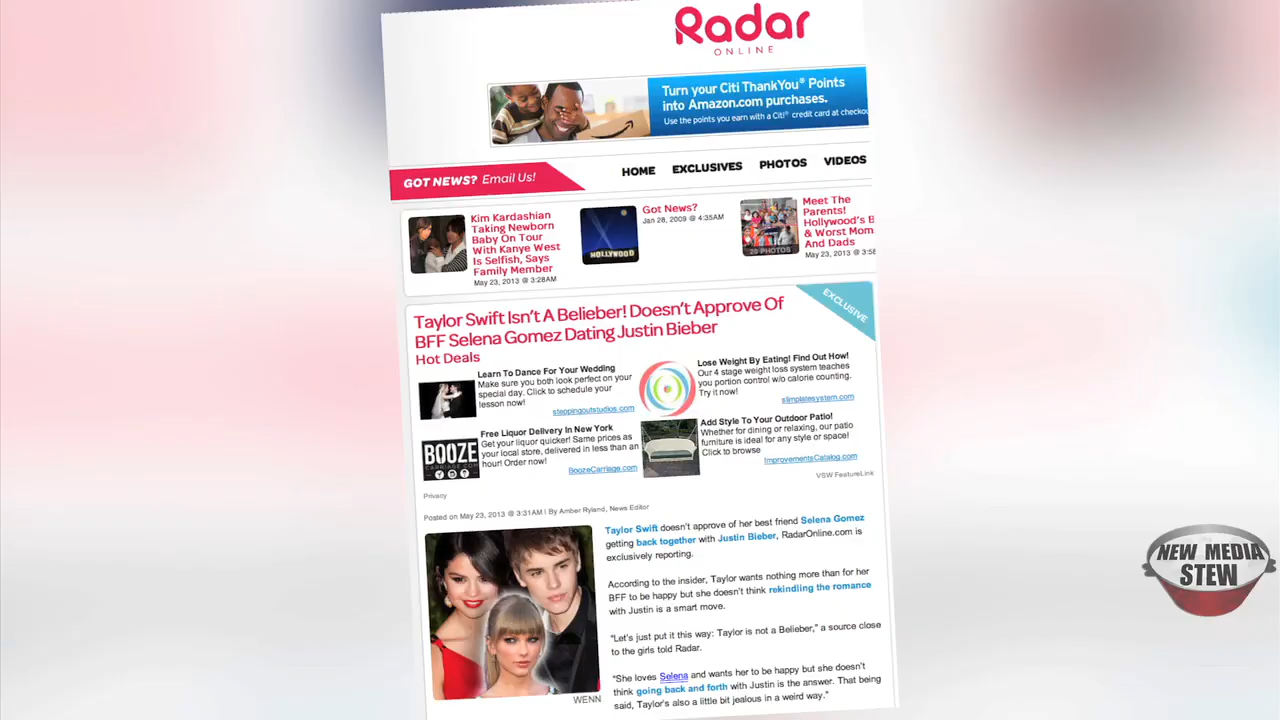 Radar
ONLINE
Turn your Citi ThankYou® Points
into Amazon.com purchases.
Use the points you earn with a Citi® credit card at checkou
GOT NEWS? Email Us!
HOME EXCLUSIVES PHOTOS VIDEOS
Kim Kardashian
Taking Newborn
Baby On Tour
With Kanye West
Is Selfish, Says
Family Member
May 23, 2013 @ 3:28AM
HOLLYWOOD
Got News?
Jan 28, 2009 @ 4:35AM
20 PHOTOS
Meet The
Parents!
Hollywood's B
& Worst Mom
And Dads
May 23, 2013 @ 3:58
EXCLUSIVE
Taylor Swift Isn't A Belieber! Doesn't Approve Of
BFF Selena Gomez Dating Justin Bieber
Hot Deals
Learn To Dance For Your Wedding
Make sure you both look perfect on your
special day. Click to schedule your
lesson now!
steppingoutstudios.com
Lose Weight By Eating! Find Out How!
Our 4 stage weight loss system teaches
you portion control w/o calorie counting.
Try it now!
slimplatesystem.com
BOOZE
CARRIAGE.COM
Free Liquor Delivery In New York
Get your liquor quicker! Same prices as
your local store, delivered in less than an
hour! Order now!
BoozeCarriage.com
Add Style To Your Outdoor Patio!
Whether for dining or relaxing, our patio
furniture is ideal for any style or space!
Click to browse
ImprovementsCatalog.com
VSW FeatureLink
Privacy
Posted on May 23, 2013 @ 3:31AM | By Amber Ryland, News Editor
Taylor Swift doesn't approve of her best friend Selena Gomez
getting back together with Justin Bieber, RadarOnline.com is
exclusively reporting.
According to the insider, Taylor wants nothing more than for her
BFF to be happy but she doesn't think rekindling the romance
with Justin is a smart move.
"Let's just put it this way: Taylor is not a Belieber," a source close
to the girls told Radar.
"She loves Selena and wants her to be happy but she doesn't
think going back and forth with Justin is the answer. That being
said, Taylor's also a little bit jealous in a weird way."
WENN
NEW MEDIA
STEW